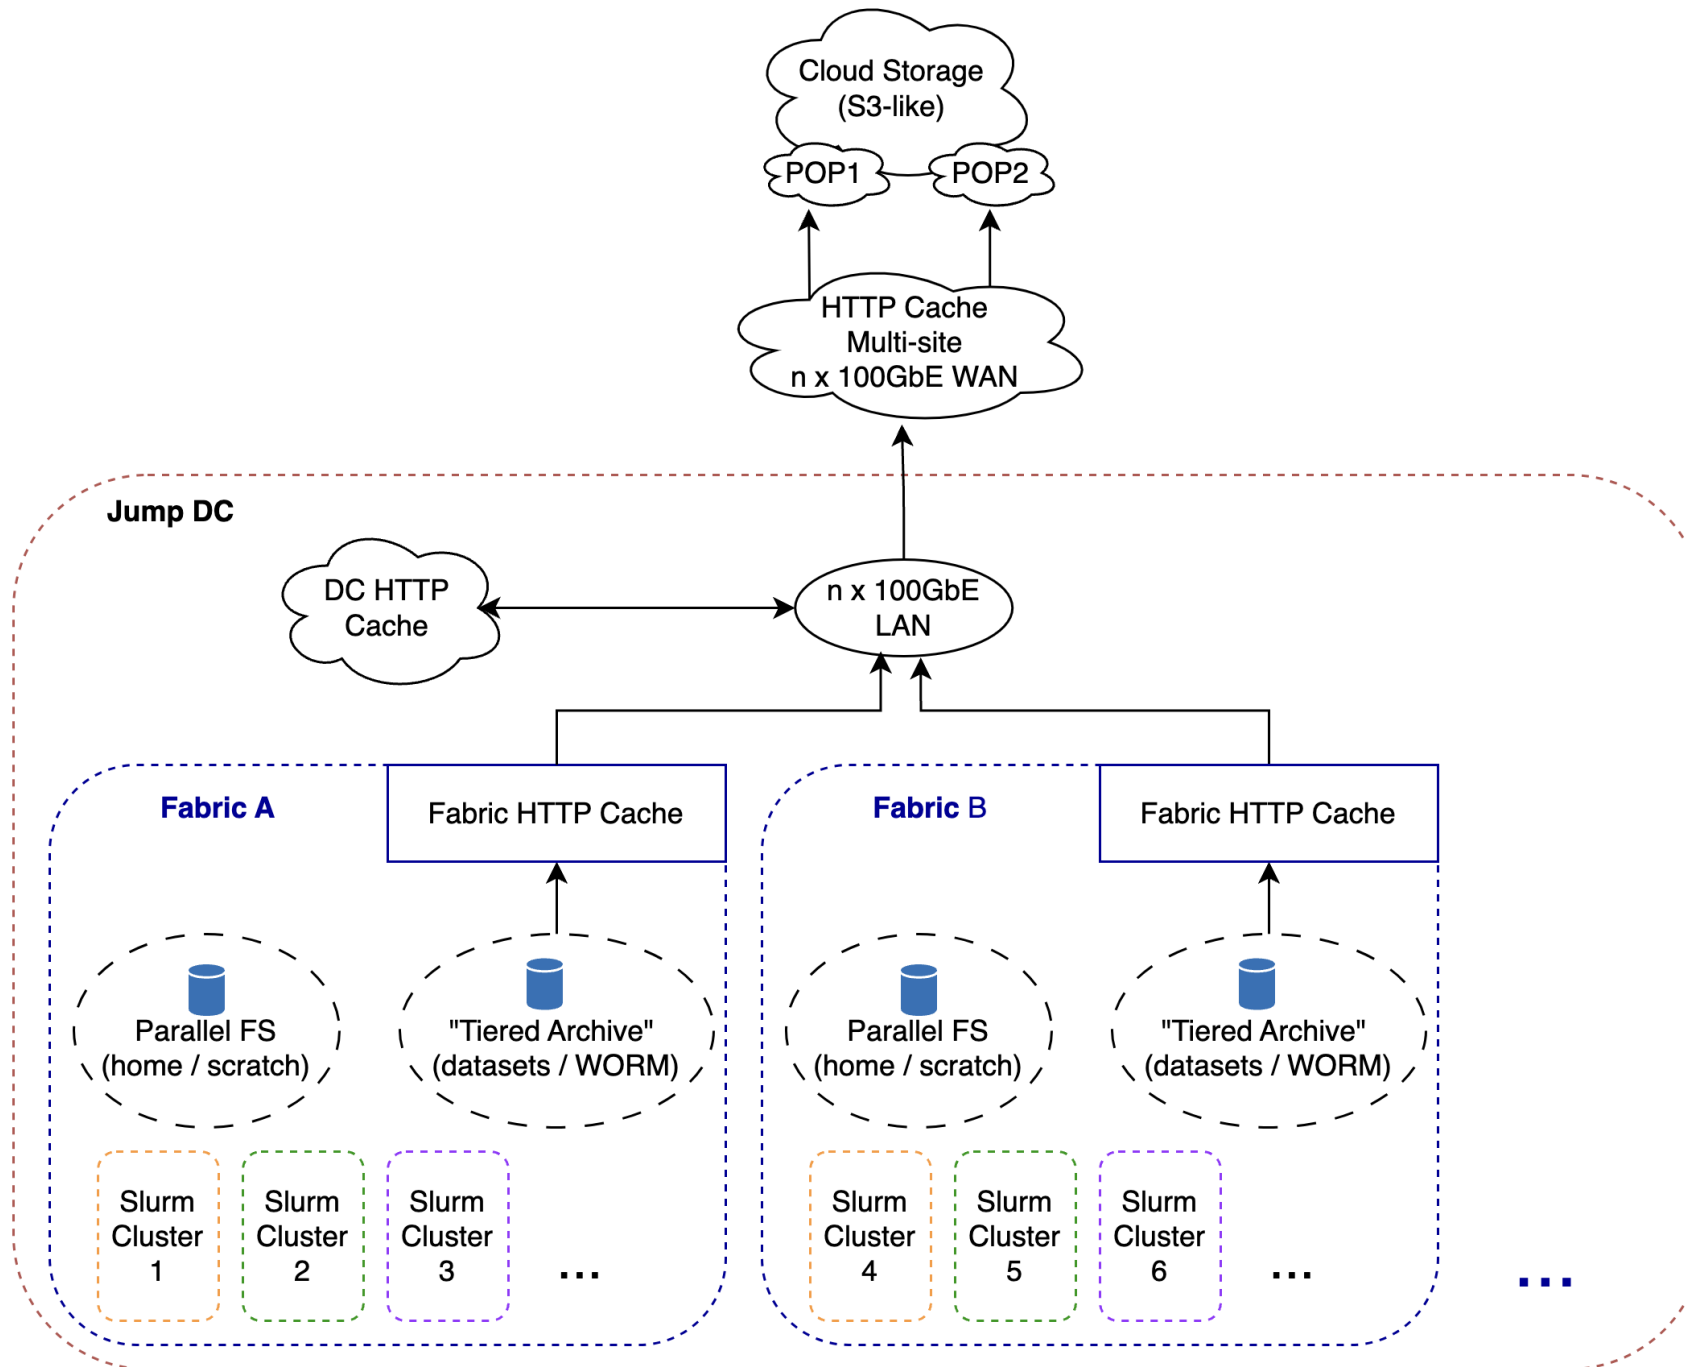 Cloud Storage
(S3-like)
POP1
POP2
HTTP Cache
Multi-site
n x 100GbE WAN
Jump DC
DC HTTP
Cache
n x 100GbE
LAN
Fabric A
Fabric HTTP Cache
Parallel FS
(home / scratch)
"Tiered Archive"
(datasets / WORM)
Slurm
Cluster
1
Slurm
Cluster
2
Slurm
Cluster
3
...
Fabric B
Fabric HTTP Cache
Parallel FS
(home / scratch)
"Tiered Archive"
(datasets / WORM)
Slurm
Cluster
4
Slurm
Cluster
5
Slurm
Cluster
6
...
...